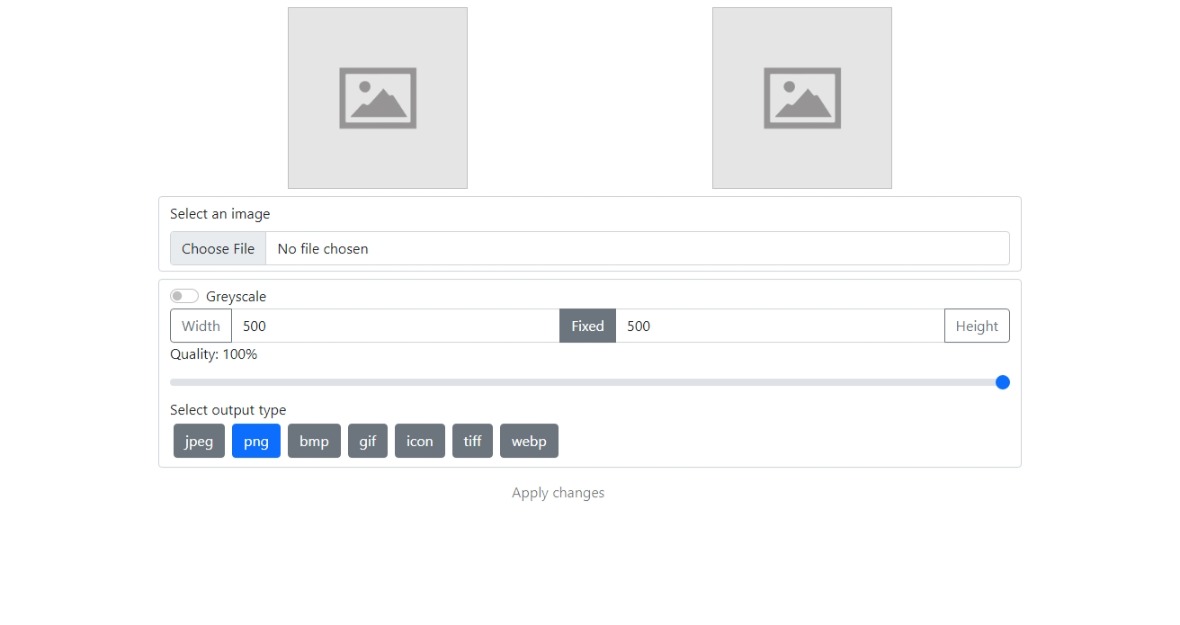 Select an image
Choose File No file chosen
Greyscale
Width 500 Fixed 500 Height
Quality: 100%
Select output type
jpeg png bmp gif icon tiff webp
Apply changes